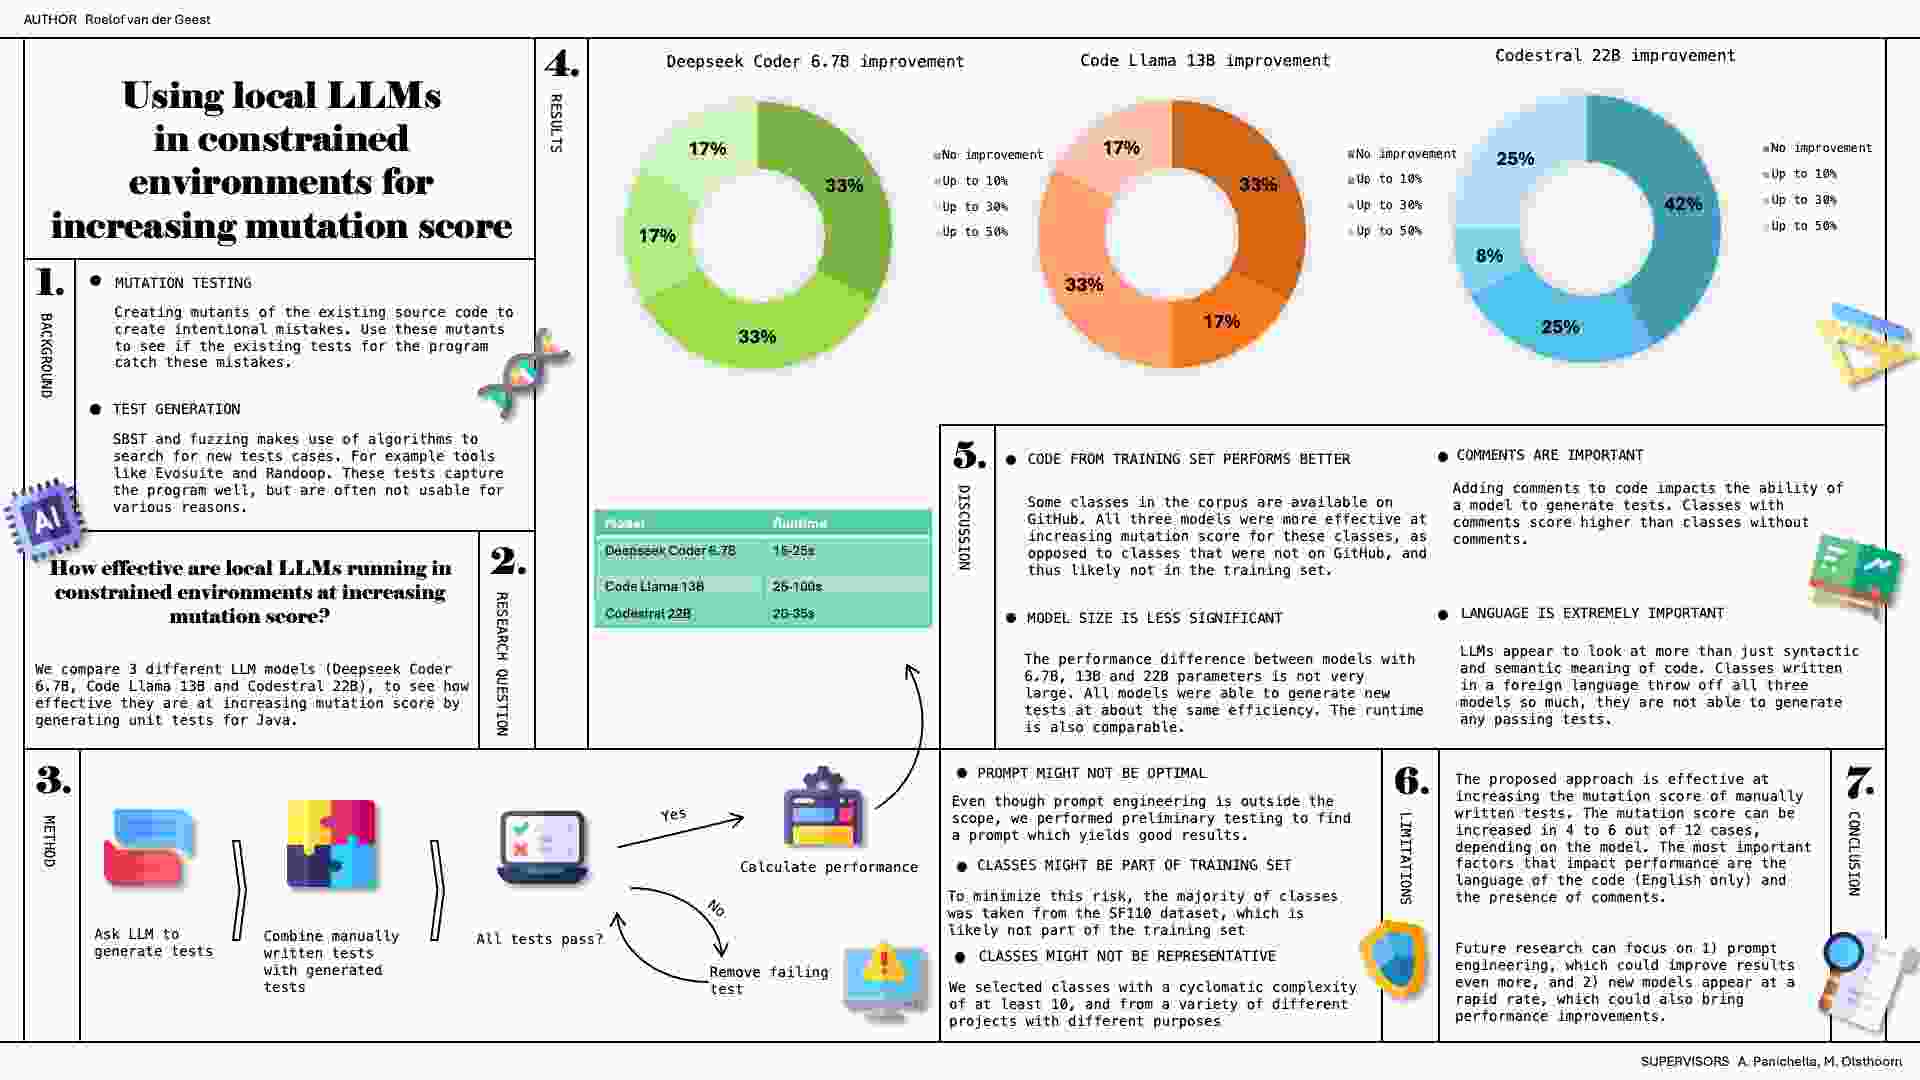 AUTHOR Roelof van der Geest
Using local LLMs
in constrained
environments for
increasing mutation score
1.
BACKGROUND
MUTATION TESTING
Creating mutants of the existing source code to
create intentional mistakes. Use these mutants
to see if the existing tests for the program
catch these mistakes.
TEST GENERATION
SBST and fuzzing makes use of algorithms to
search for new tests cases. For example tools
like Evosuite and Randoop. These tests capture
the program well, but are often not usable for
various reasons.
AI
2.
RESEARCH QUESTION
How effective are local LLMs running in
constrained environments at increasing
mutation score?
We compare 3 different LLM models (Deepseek Coder
6.7B, Code Llama 13B and Codestral 22B), to see how
effective they are at increasing mutation score by
generating unit tests for Java.
3.
METHOD
Ask LLM to
generate tests
Combine manually
written tests
with generated
tests
All tests pass?
Yes
No
Calculate performance
Remove failing
test
4.
RESULTS
Deepseek Coder 6.7B improvement
33%
33%
17%
17%
No improvement
Up to 10%
Up to 30%
Up to 50%
Code Llama 13B improvement
33%
17%
33%
17%
No improvement
Up to 10%
Up to 30%
Up to 50%
Codestral 22B improvement
42%
25%
8%
25%
No improvement
Up to 10%
Up to 30%
Up to 50%
Model Runtime
Deepseek Coder 6.7B 15-25s
Code Llama 13B 25-100s
Codestral 22B 20-35s
5.
DISCUSSION
CODE FROM TRAINING SET PERFORMS BETTER
Some classes in the corpus are available on
GitHub. All three models were more effective at
increasing mutation score for these classes, as
opposed to classes that were not on GitHub, and
thus likely not in the training set.
MODEL SIZE IS LESS SIGNIFICANT
The performance difference between models with
6.7B, 13B and 22B parameters is not very
large. All models were able to generate new
tests at about the same efficiency. The runtime
is also comparable.
COMMENTS ARE IMPORTANT
Adding comments to code impacts the ability of
a model to generate tests. Classes with
comments score higher than classes without
comments.
LANGUAGE IS EXTREMELY IMPORTANT
LLMs appear to look at more than just syntactic
and semantic meaning of code. Classes written
in a foreign language throw off all three
models so much, they are not able to generate
any passing tests.
6.
LIMITATIONS
PROMPT MIGHT NOT BE OPTIMAL
Even though prompt engineering is outside the
scope, we performed preliminary testing to find
a prompt which yields good results.
CLASSES MIGHT BE PART OF TRAINING SET
To minimize this risk, the majority of classes
was taken from the SF110 dataset, which is
likely not part of the training set
CLASSES MIGHT NOT BE REPRESENTATIVE
We selected classes with a cyclomatic complexity
of at least 10, and from a variety of different
projects with different purposes
7.
CONCLUSION
The proposed approach is effective at
increasing the mutation score of manually
written tests. The mutation score can be
increased in 4 to 6 out of 12 cases,
depending on the model. The most important
factors that impact performance are the
language of the code (English only) and
the presence of comments.
Future research can focus on 1) prompt
engineering, which could improve results
even more, and 2) new models appear at a
rapid rate, which could also bring
performance improvements.
SUPERVISORS A. Panichella, M. Olsthoorn